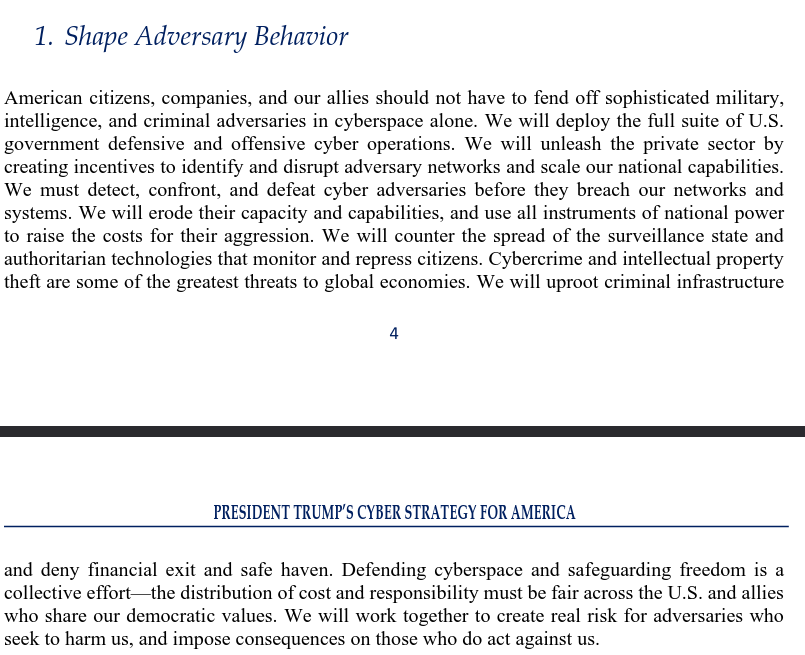 1. Shape Adversary Behavior
American citizens, companies, and our allies should not have to fend off sophisticated military,
intelligence, and criminal adversaries in cyberspace alone. We will deploy the full suite of U.S.
government defensive and offensive cyber operations. We will unleash the private sector by
creating incentives to identify and disrupt adversary networks and scale our national capabilities.
We must detect, confront, and defeat cyber adversaries before they breach our networks and
systems. We will erode their capacity and capabilities, and use all instruments of national power
to raise the costs for their aggression. We will counter the spread of the surveillance state and
authoritarian technologies that monitor and repress citizens. Cybercrime and intellectual property
theft are some of the greatest threats to global economies. We will uproot criminal infrastructure
4
PRESIDENT TRUMP'S CYBER STRATEGY FOR AMERICA
and deny financial exit and safe haven. Defending cyberspace and safeguarding freedom is a
collective effort—the distribution of cost and responsibility must be fair across the U.S. and allies
who share our democratic values. We will work together to create real risk for adversaries who
seek to harm us, and impose consequences on those who do act against us.